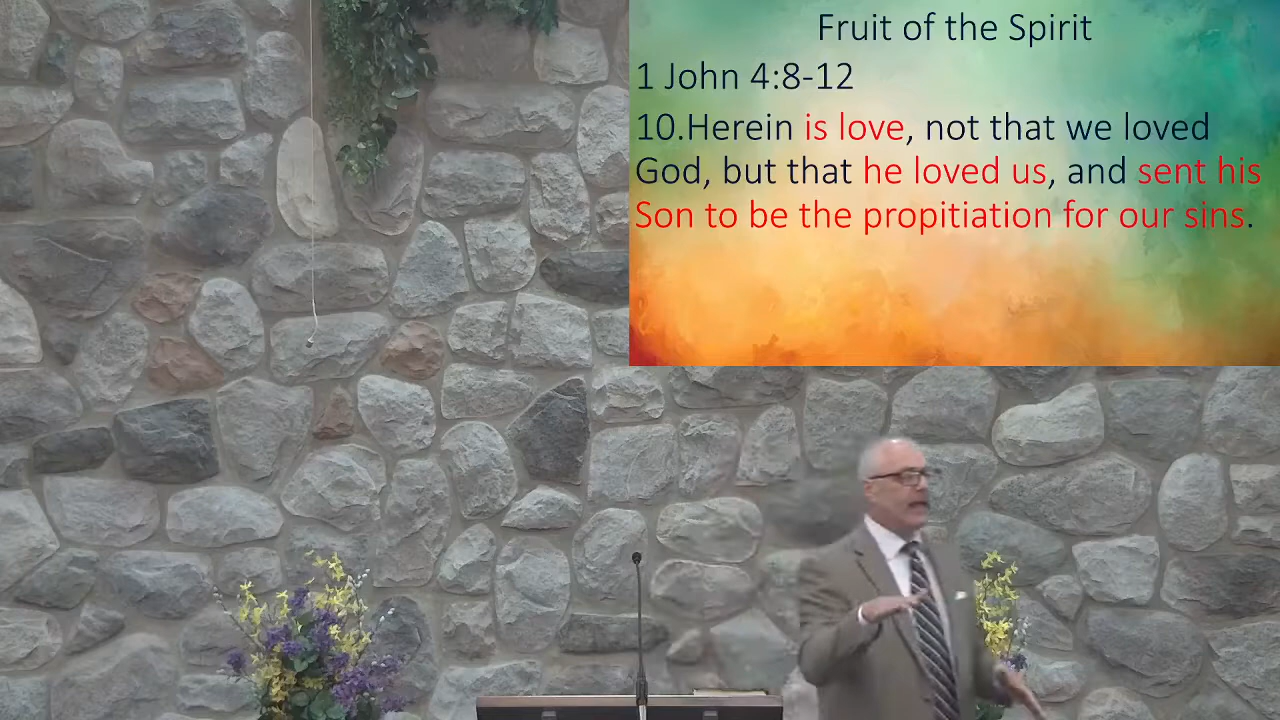 Fruit of the Spirit
1 John 4:8-12
10.Herein is love, not that we loved
God, but that he loved us, and sent his
Son to be the propitiation for our sins.